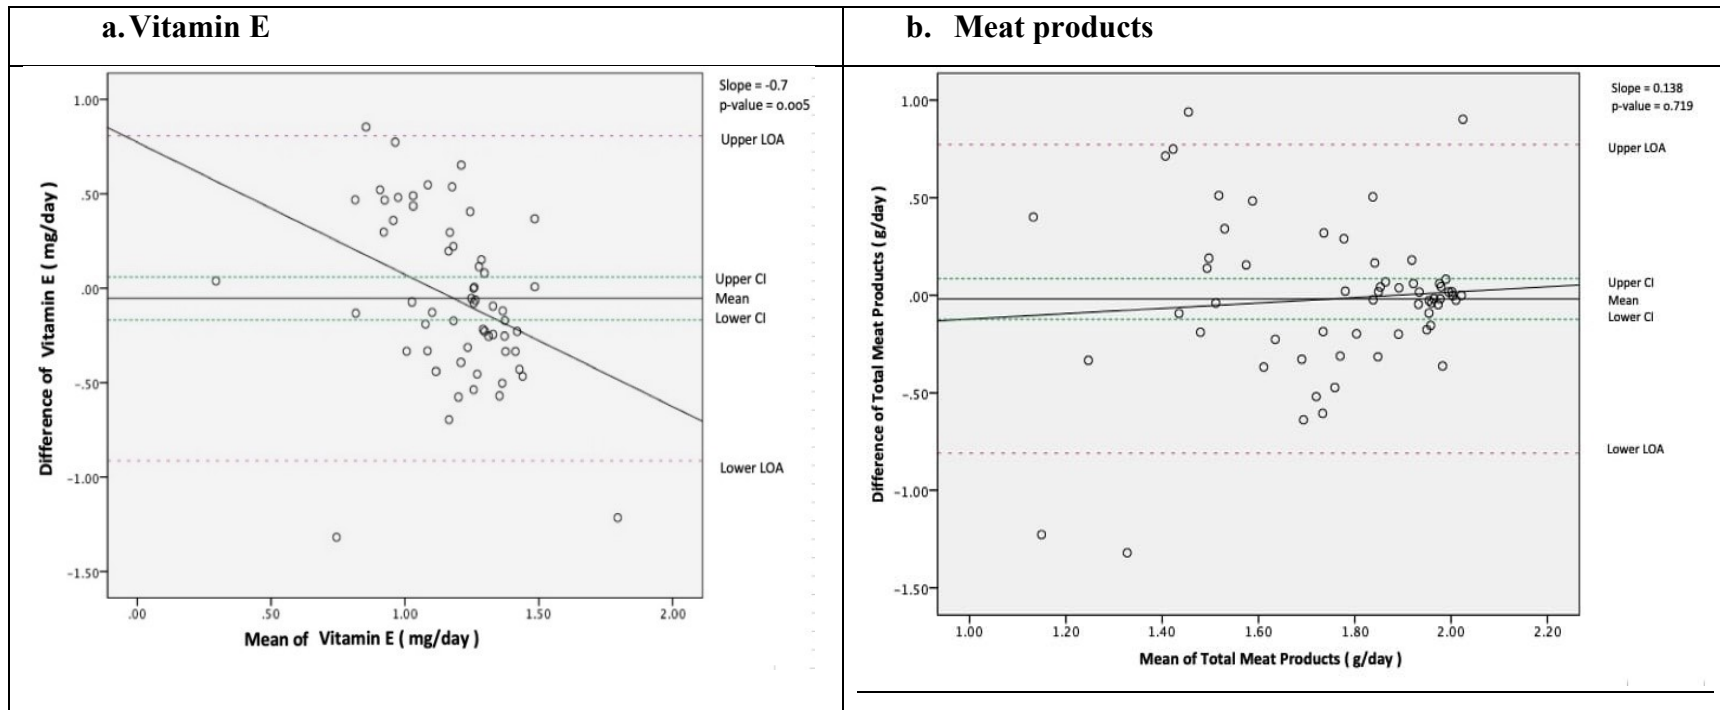 a. Vitamin E
Slope = -0.7
p-value = 0.005
1.00
.50
.00
-.50
-1.00
-1.50
Upper LOA
Upper CI
Mean
Lower CI
Lower LOA
Difference of Vitamin E ( mg/day )
.00 .50 1.00 1.50 2.00
Mean of Vitamin E ( mg/day )
b. Meat products
Slope = 0.138
p-value = 0.719
1.00
.50
.00
-.50
-1.00
-1.50
Upper LOA
Upper CI
Mean
Lower CI
Lower LOA
Difference of Total Meat Products ( g/day )
1.00 1.20 1.40 1.60 1.80 2.00 2.20
Mean of Total Meat Products ( g/day )